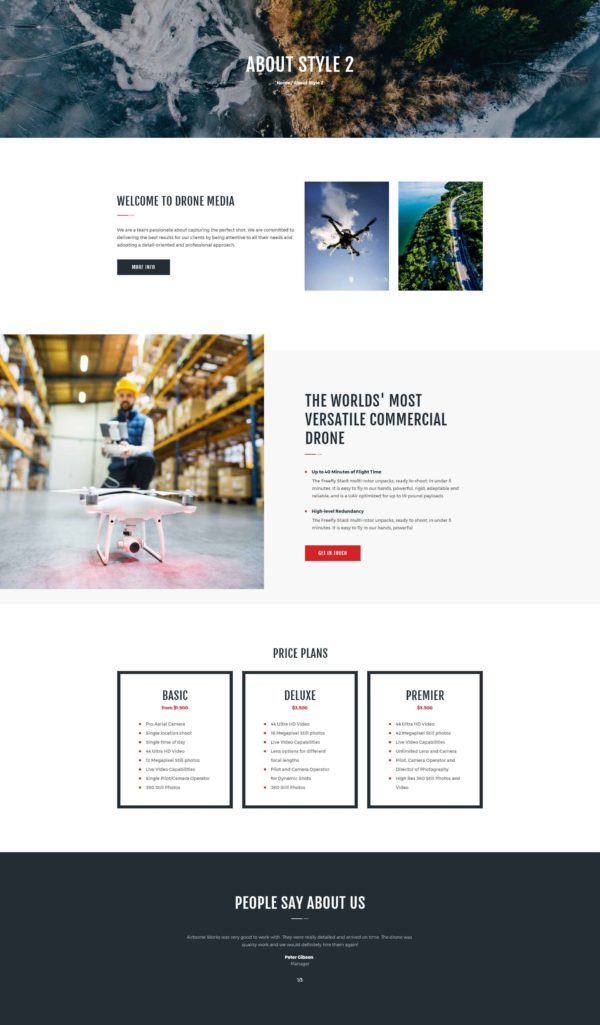 ABOUT STYLE 2
Home / About Style 2
WELCOME TO DRONE MEDIA
We are a team passionate about capturing the perfect shot. We are committed to
delivering the best results for our clients by being attentive to all their needs and
adopting a detail-oriented and professional approach.
MORE INFO
THE WORLDS' MOST
VERSATILE COMMERCIAL
DRONE
Up to 40 Minutes of Flight Time
The Freefly Stack multi-rotor unpacks, ready to shoot, in under 5
minutes. It is easy to fly in our hands, powerful, rigid, adaptable and
reliable, and is a UAV optimized for up to 15-pound payloads
High-level Redundancy
The Freefly Stack multi-rotor unpacks, ready to shoot, in under 5
minutes. It is easy to fly in our hands, powerful
GET IN TOUCH
PRICE PLANS
BASIC
from $1.500
Pro Aerial Camera
Single location shoot
Single time of day
4k Ultra HD Video
12 Megapixel Still photos
Live Video Capabilities
Single Pilot/Camera Operator
360 Still Photos
DELUXE
$3.500
4k Ultra HD Video
16 Megapixel Still photos
Live Video Capabilities
Lens options for different
focal lengths
Pilot and Camera Operator
for Dynamic Shots
360 Still Photos
PREMIER
$5.500
4k Ultra HD Video
42 Megapixel Still photos
Live Video Capabilities
Unlimited Lens and Camera
Pilot, Camera Operator and
Director of Photography
High Res 360 Still Photos and
Video
PEOPLE SAY ABOUT US
Airborne Works was very good to work with. They were really detailed and arrived on time. The drone was
quality work and we would definitely hire them again!
Peter Gibson
Manager
1/3